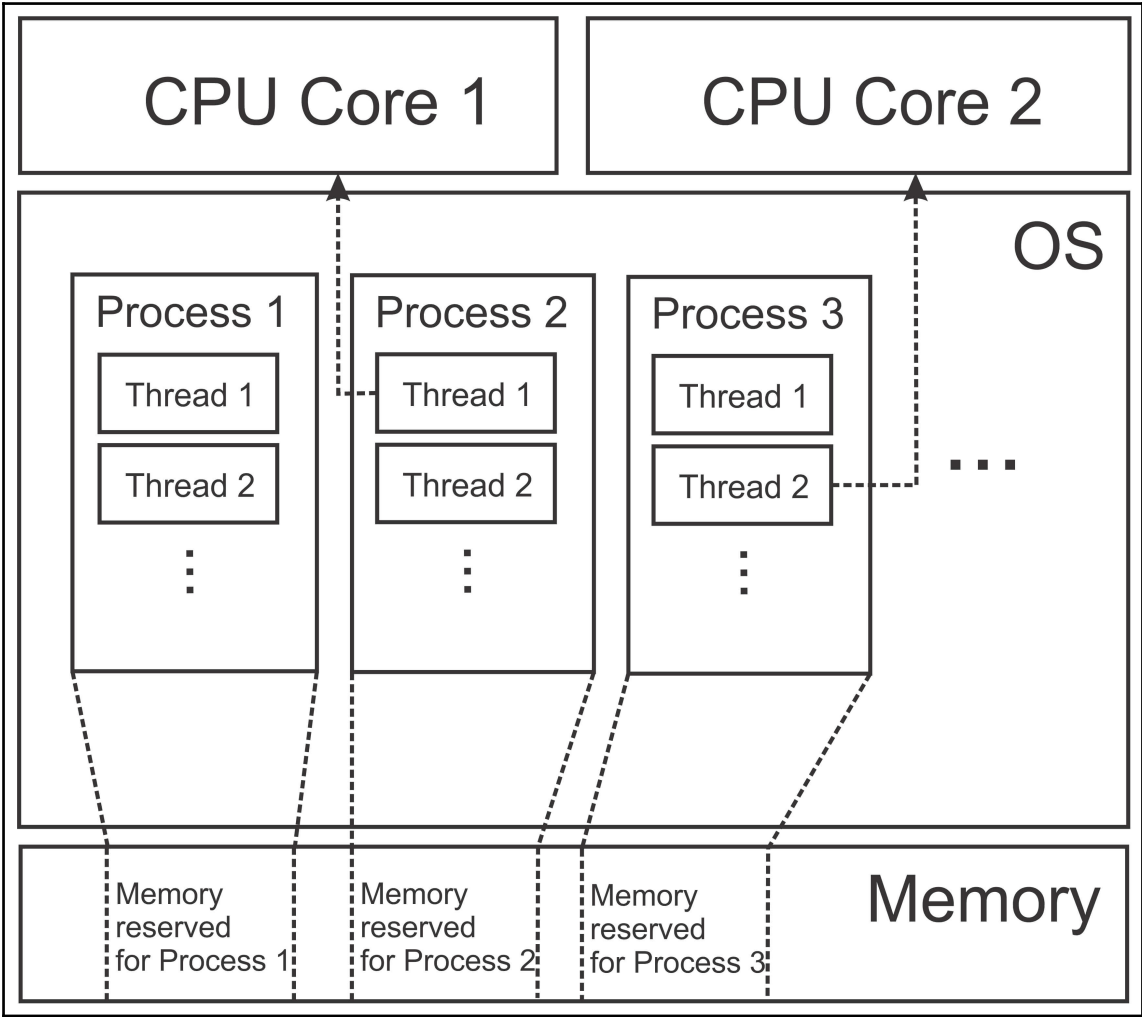 CPU Core 1
CPU Core 2
OS
Process 1
Thread 1
Thread 2
⋮
Process 2
Thread 1
Thread 2
⋮
Process 3
Thread 1
Thread 2
⋮
...
Memory
reserved
for Process 1
Memory
reserved
for Process 2
Memory
reserved
for Process 3
Memory